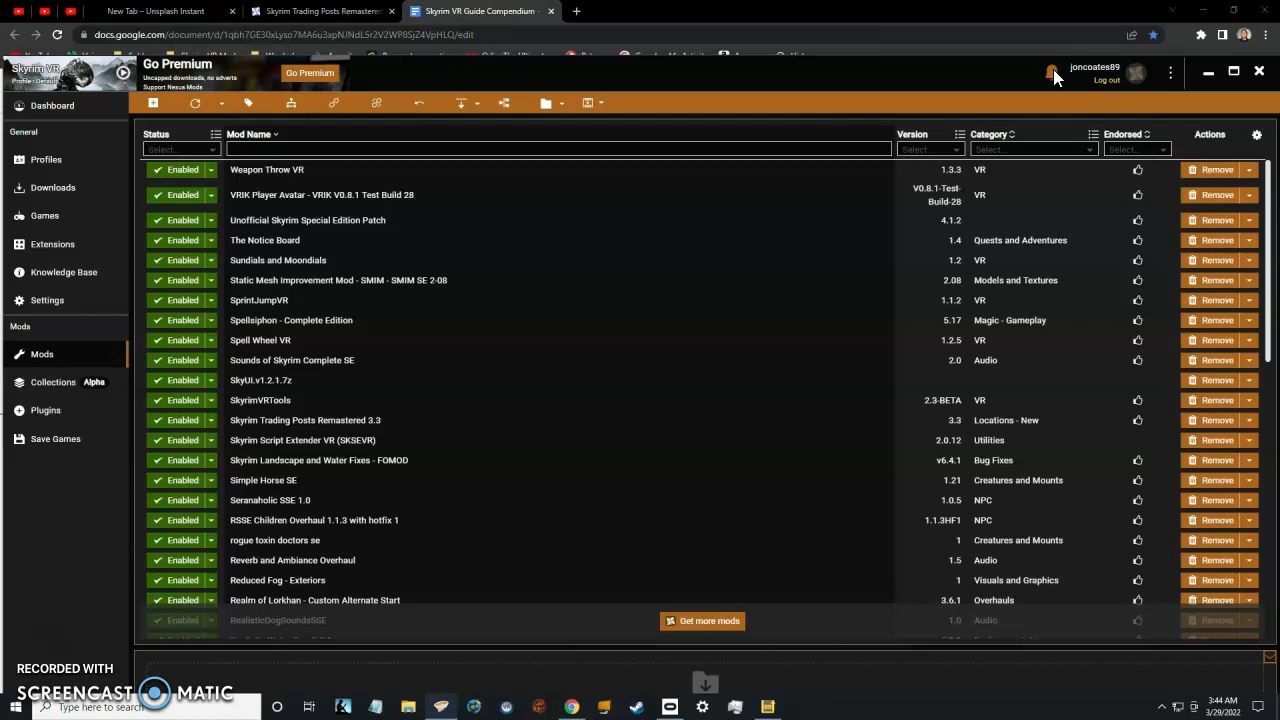 New Tab – Unsplash Instant
Skyrim Trading Posts Remastered
Skyrim VR Guide Compendium -
docs.google.com/document/d/1qbh7GE30xLyso7MA6u3xpNJNdL5r2V2WP8SJZ4VpHLQ/edit
Skyrim VR
Profile : Default
Go Premium
Uncapped downloads, no adverts
Support Nexus Mods
Go Premium
joncoates89
Log out
Dashboard
General
Profiles
Downloads
Games
Extensions
Knowledge Base
Settings
Mods
Mods
Collections Alpha
Plugins
Save Games
Status Mod Name Version Category Endorsed Actions
Select... Select... Select... Select...
Enabled Weapon Throw VR 1.3.3 VR Remove
Enabled VRIK Player Avatar - VRIK V0.8.1 Test Build 28 V0.8.1-Test-Build-28 VR Remove
Enabled Unofficial Skyrim Special Edition Patch 4.1.2 Remove
Enabled The Notice Board 1.4 Quests and Adventures Remove
Enabled Sundials and Moondials 1.2 VR Remove
Enabled Static Mesh Improvement Mod - SMIM - SMIM SE 2-08 2.08 Models and Textures Remove
Enabled SprintJumpVR 1.1.2 VR Remove
Enabled Spellsiphon - Complete Edition 5.17 Magic - Gameplay Remove
Enabled Spell Wheel VR 1.2.5 VR Remove
Enabled Sounds of Skyrim Complete SE 2.0 Audio Remove
Enabled SkyUI.v1.2.1.7z Remove
Enabled SkyrimVRTools 2.3-BETA VR Remove
Enabled Skyrim Trading Posts Remastered 3.3 3.3 Locations - New Remove
Enabled Skyrim Script Extender VR (SKSEVR) 2.0.12 Utilities Remove
Enabled Skyrim Landscape and Water Fixes - FOMOD v6.4.1 Bug Fixes Remove
Enabled Simple Horse SE 1.21 Creatures and Mounts Remove
Enabled Seranaholic SSE 1.0 1.0.5 NPC Remove
Enabled RSSE Children Overhaul 1.1.3 with hotfix 1 1.1.3HF1 NPC Remove
Enabled rogue toxin doctors se 1 Creatures and Mounts Remove
Enabled Reverb and Ambiance Overhaul 1.5 Audio Remove
Enabled Reduced Fog - Exteriors 1 Visuals and Graphics Remove
Enabled Realm of Lorkhan - Custom Alternate Start 3.6.1 Overhauls Remove
Enabled RealisticDogSoundsSSE 1.0 Audio Remove
Get more mods
RECORDED WITH
SCREENCAST MATIC
Type here to search
3:44 AM
3/29/2022